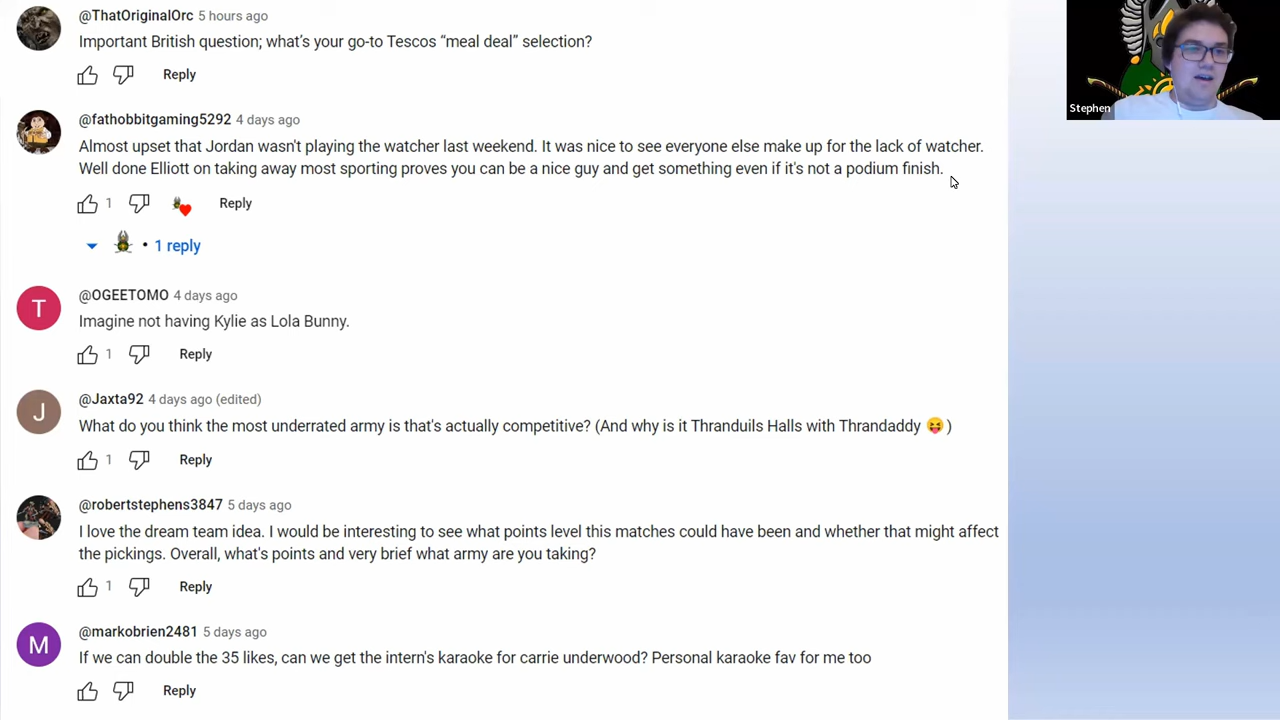 @ThatOriginalOrc 5 hours ago
Important British question; what's your go-to Tescos “meal deal” selection?
Reply
Stephen
@fathobbitgaming5292 4 days ago
Almost upset that Jordan wasn't playing the watcher last weekend. It was nice to see everyone else make up for the lack of watcher.
Well done Elliott on taking away most sporting proves you can be a nice guy and get something even if it's not a podium finish.
1 Reply
• 1 reply
T
@OGEETOMO 4 days ago
Imagine not having Kylie as Lola Bunny.
1 Reply
J
@Jaxta92 4 days ago (edited)
What do you think the most underrated army is that's actually competitive? (And why is it Thranduils Halls with Thrandaddy 😝 )
1 Reply
@robertstephens3847 5 days ago
I love the dream team idea. I would be interesting to see what points level this matches could have been and whether that might affect
the pickings. Overall, what's points and very brief what army are you taking?
1 Reply
M
@markobrien2481 5 days ago
If we can double the 35 likes, can we get the intern's karaoke for carrie underwood? Personal karaoke fav for me too
Reply